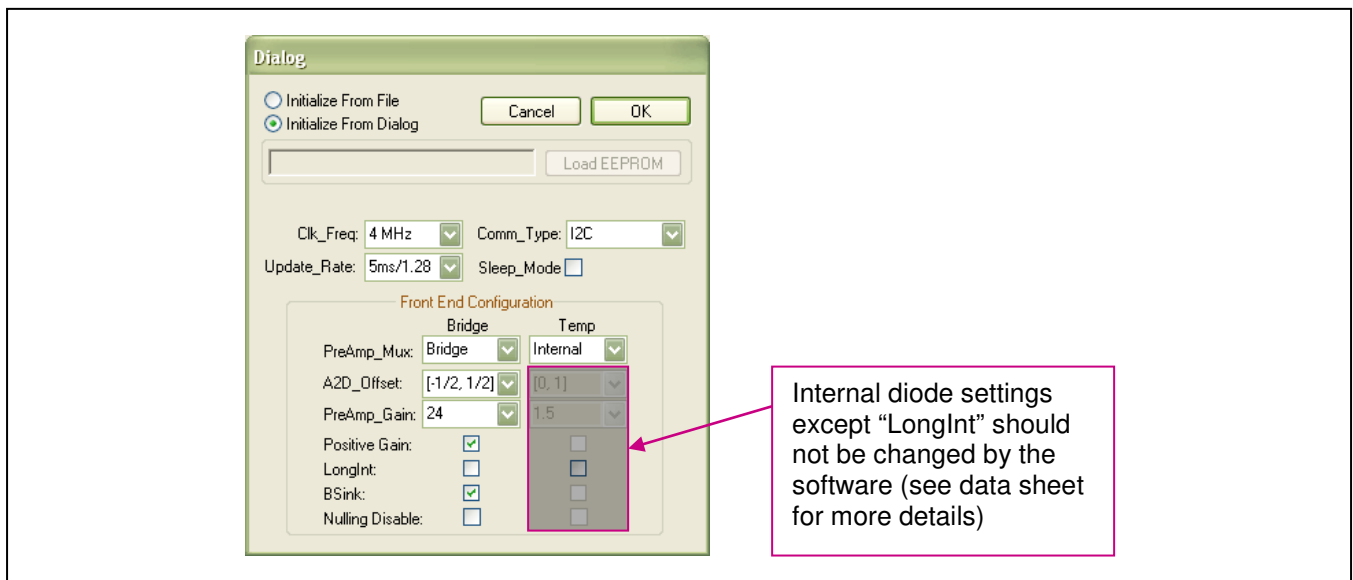 Dialog
Initialize From File
Initialize From Dialog
Cancel
OK
Load EEPROM
Clk_Freq: 4 MHz Comm_Type: I2C
Update_Rate: 5ms/1.28 Sleep_Mode
Front End Configuration
Bridge Temp
PreAmp_Mux: Bridge Internal
A2D_Offset: [-1/2, 1/2] [0, 1]
PreAmp_Gain: 24 1.5
Positive Gain:
LongInt:
BSink:
Nulling Disable:
Internal diode settings
except “LongInt” should
not be changed by the
software (see data sheet
for more details)